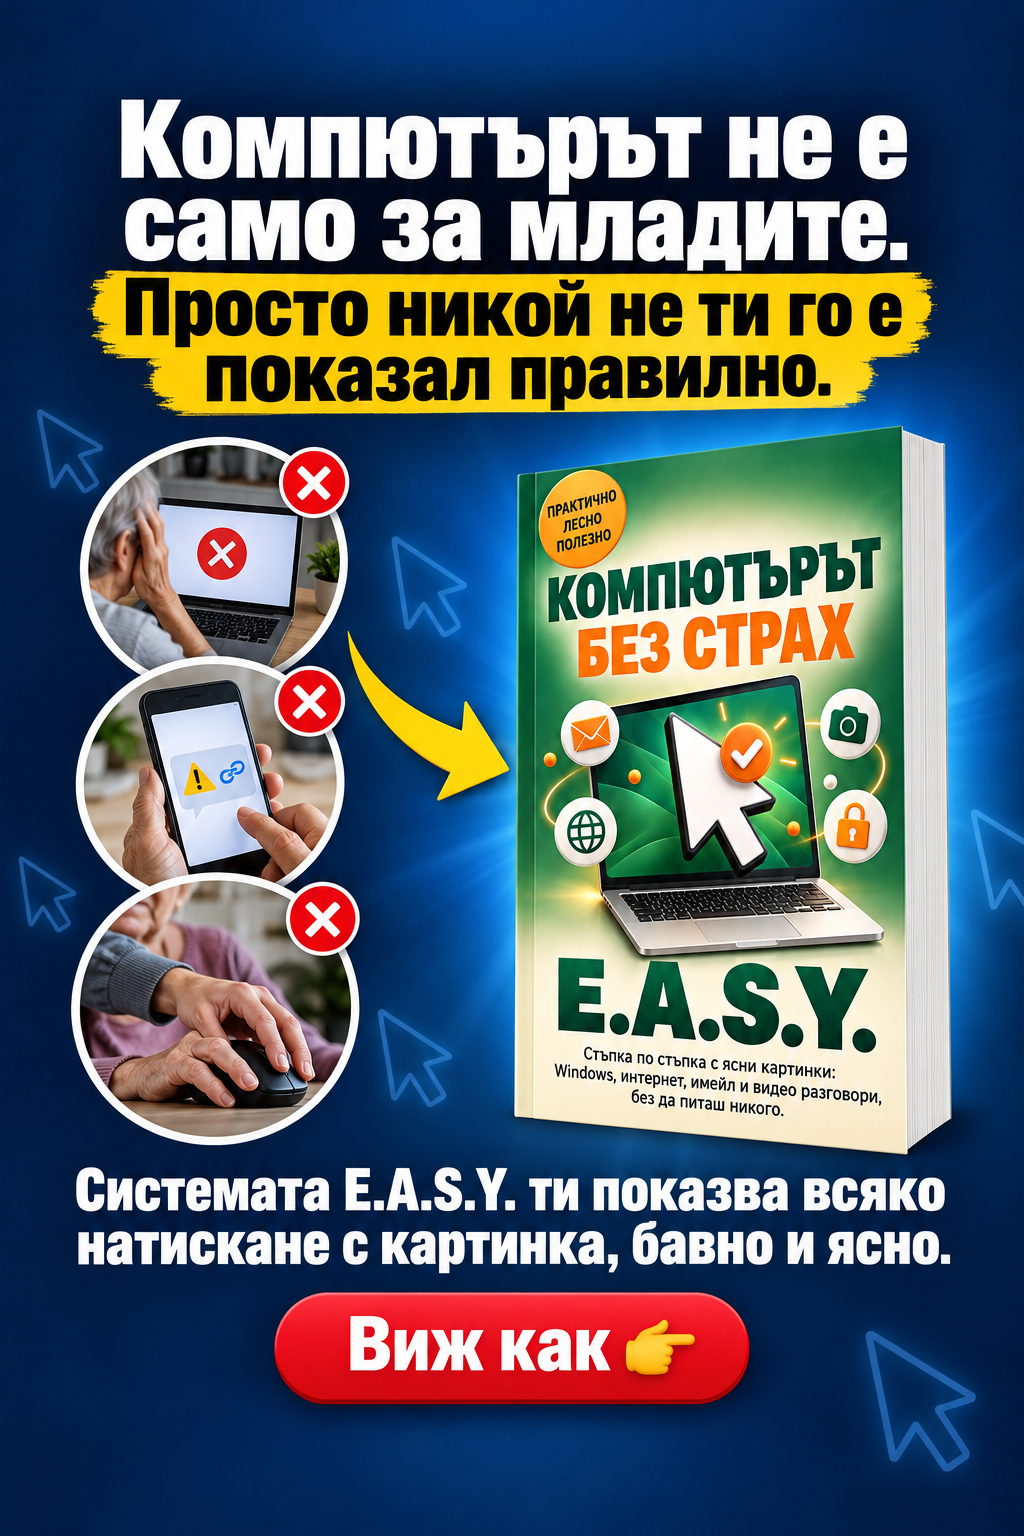 Компютърът не е
само за младите.
Просто никой не ти го е
показал правилно.
ПРАКТИЧНО
ЛЕСНО
ПОЛЕЗНО
КОМПЮТЪРЪТ
БЕЗ СТРАХ
E.A.S.Y.
Стъпка по стъпка с ясни картинки:
Windows, интернет, имейл и видео разговори,
без да питаш никого.
Системата E.A.S.Y. ти показва всяко
натискане с картинка, бавно и ясно.
Виж как 👉